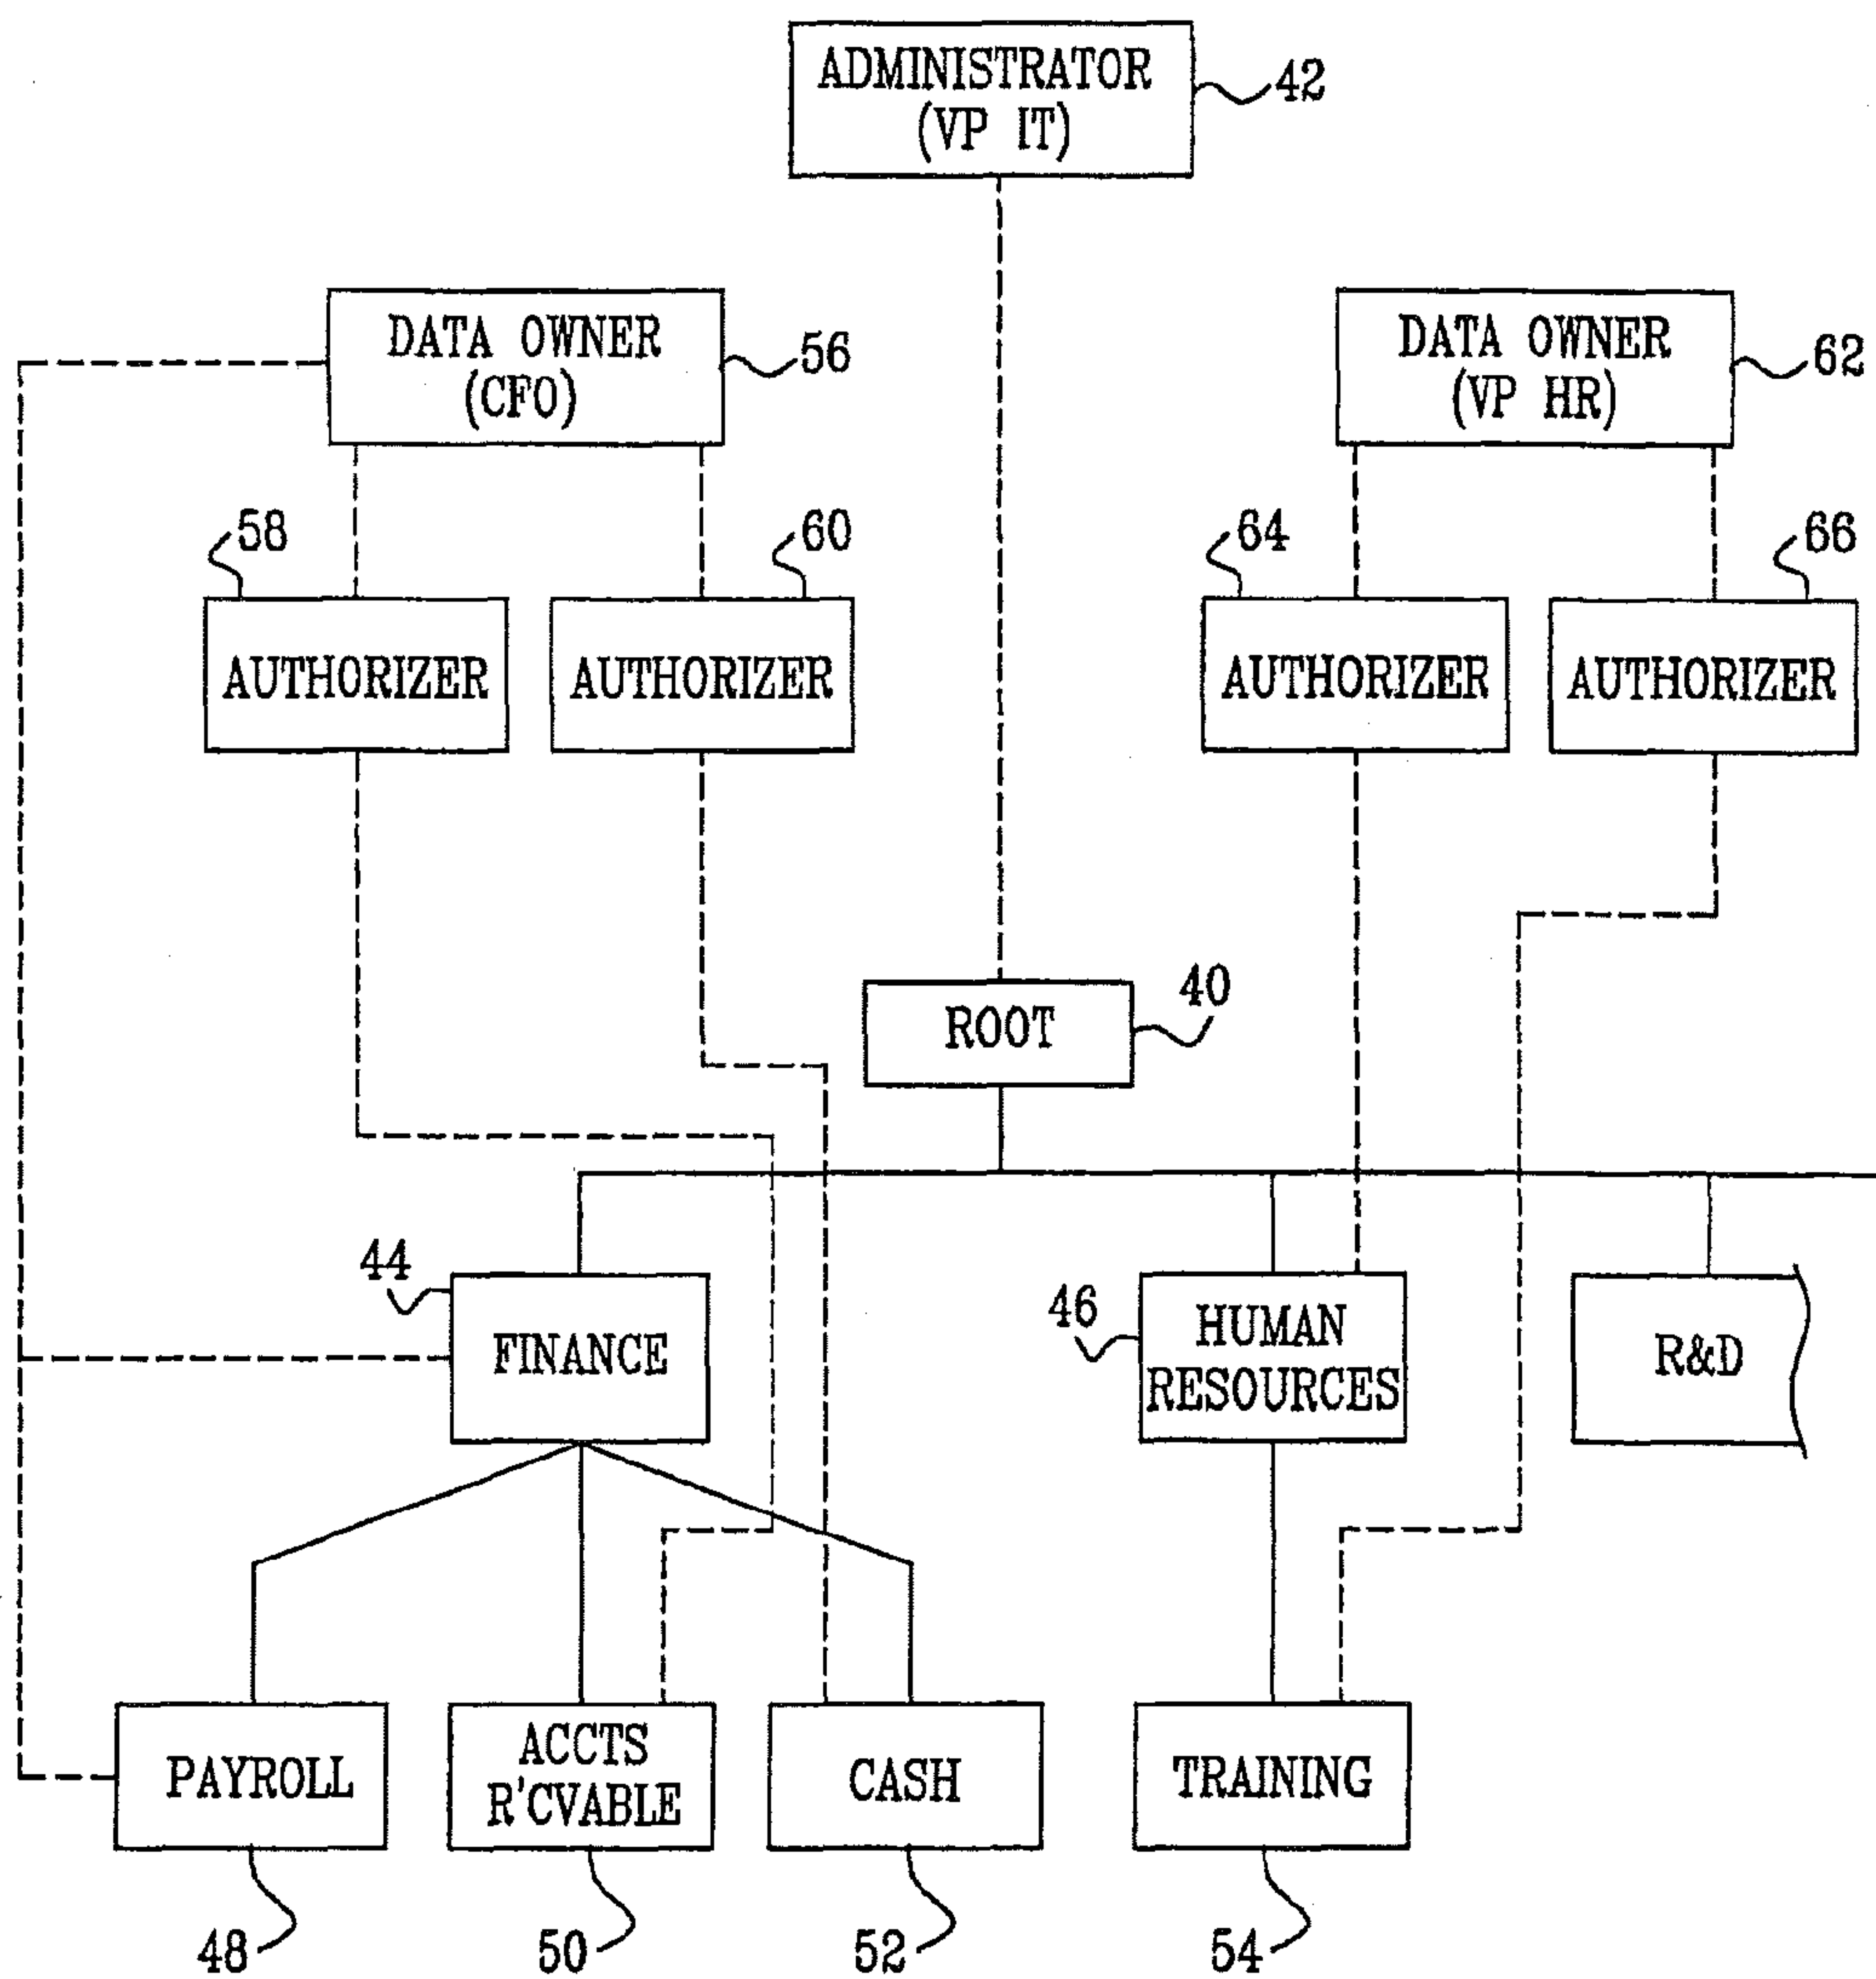 ADMINISTRATOR
(VP IT)
42
DATA OWNER
(CFO)
56
DATA OWNER
(VP HR)
62
58
60
64
66
AUTHORIZER
AUTHORIZER
AUTHORIZER
AUTHORIZER
ROOT
40
44
FINANCE
46
HUMAN
RESOURCES
R&D
PAYROLL
ACCTS
R'CVABLE
CASH
TRAINING
48
50
52
54